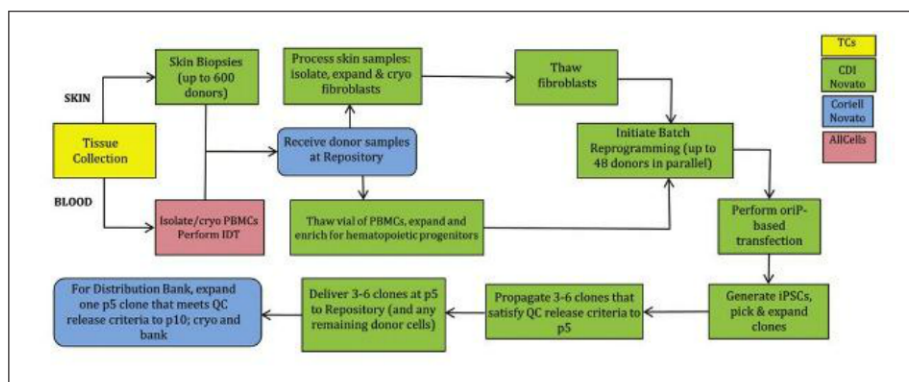 SKIN
Tissue
Collection
BLOOD
Skin Biopsies
(up to 600
donors)
Isolate/cryo PBMCs
Perform IDT
Process skin samples:
isolate, expand & cryo
fibroblasts
Receive donor samples
at Repository
Thaw vial of PBMCs, expand and
enrich for hematopoietic progenitors
Thaw
fibroblasts
Initiate Batch
Reprogramming (up to
48 donors in parallel)
Perform oriP-
based
transfection
Generate iPSCs,
pick & expand
clones
Propagate 3-6 clones that
satisfy QC release criteria to
p5
Deliver 3-6 clones at p5
to Repository (and any
remaining donor cells)
For Distribution Bank, expand
one p5 clone that meets QC
release criteria to p10; cryo and
bank
TCs
CDI
Novato
Coriell
Novato
AllCells